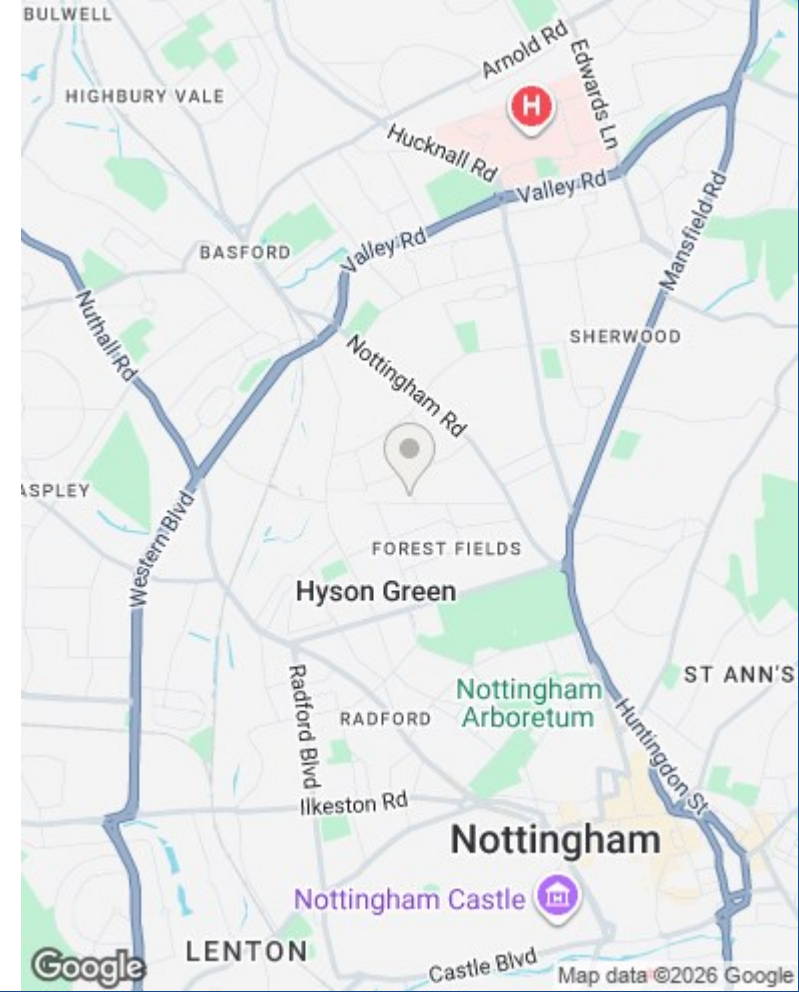 BULWELL
Arnold Rd
Edwards Ln
HIGHBURY VALE
H
Hucknall Rd
Valley Rd
Mansfield Rd
Valley Rd
BASFORD
Nuthall Rd
SHERWOOD
Nottingham Rd
ASPLEY
Western Blvd
FOREST FIELDS
Hyson Green
Radford Blvd
ST ANN'S
Nottingham
Arboretum
RADFORD
Huntingdon St
Ilkeston Rd
Nottingham
Nottingham Castle
LENTON
Castle Blvd
Google
Map data ©2026 Google